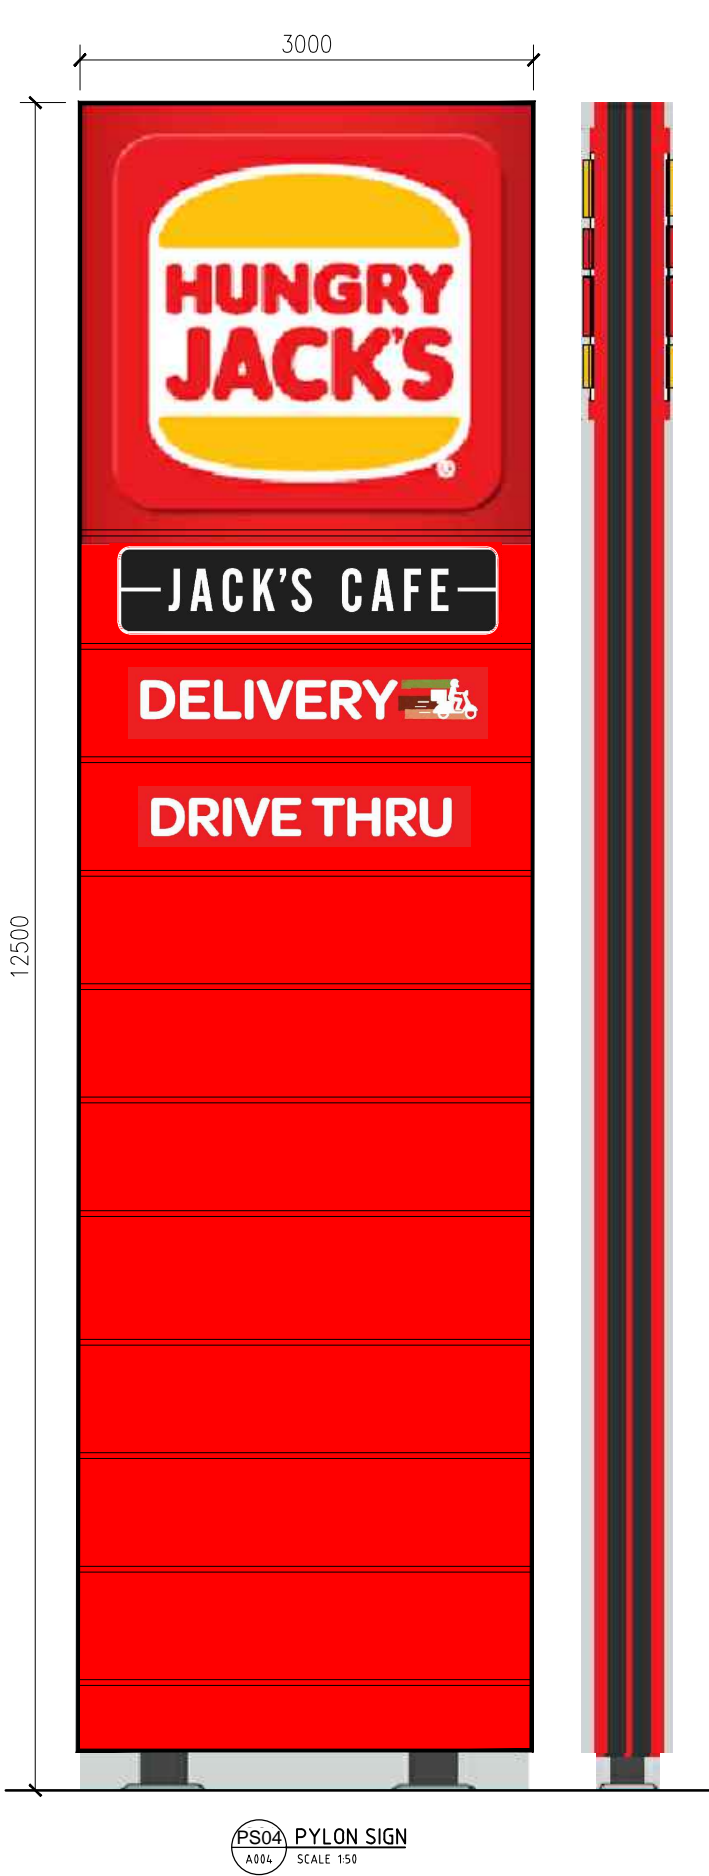 3000
HUNGRY
JACK'S
®
JACK'S CAFE
DELIVERY
DRIVE THRU
12500
PS04 PYLON SIGN
A004 SCALE 1:50